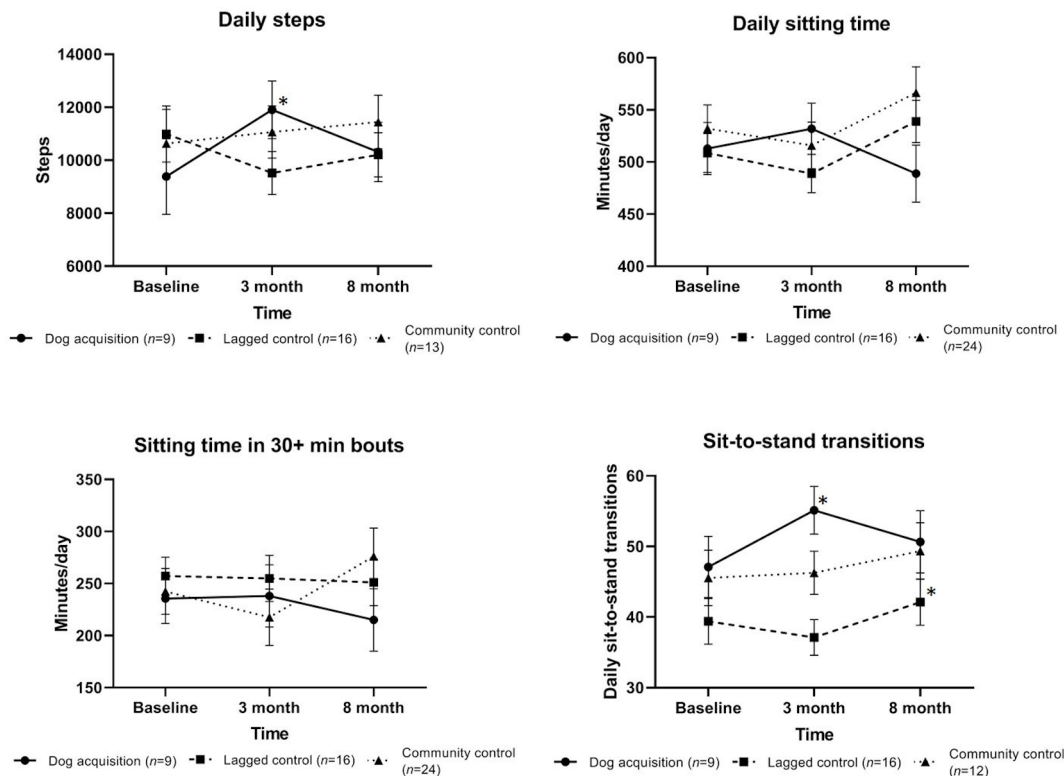 Daily steps
14000
12000
10000
8000
6000
Steps
*
Baseline 3 month 8 month
Time
Dog acquisition (n=9) Lagged control (n=16) Community control
(n=13)
Daily sitting time
600
550
500
450
400
Minutes/day
Baseline 3 month 8 month
Time
Dog acquisition (n=9) Lagged control (n=16) Community control
(n=24)
Sitting time in 30+ min bouts
350
300
250
200
150
Minutes/day
Baseline 3 month 8 month
Time
Dog acquisition (n=9) Lagged control (n=16) Community control
(n=24)
Sit-to-stand transitions
60
50
40
30
Daily sit-to-stand transitions
*
*
Baseline 3 month 8 month
Time
Dog acquisition (n=9) Lagged control (n=16) Community control
(n=12)